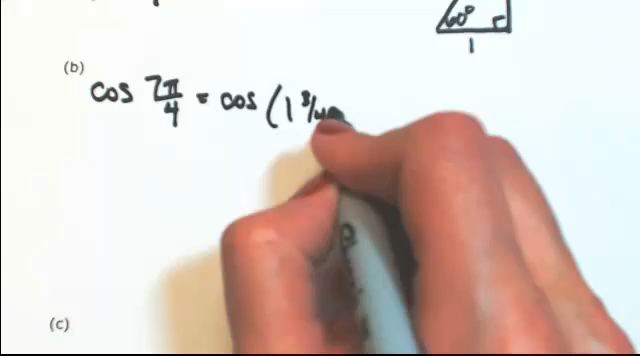 60°
1
(b)
cos 7π/4 = cos (1 3/4
(c)